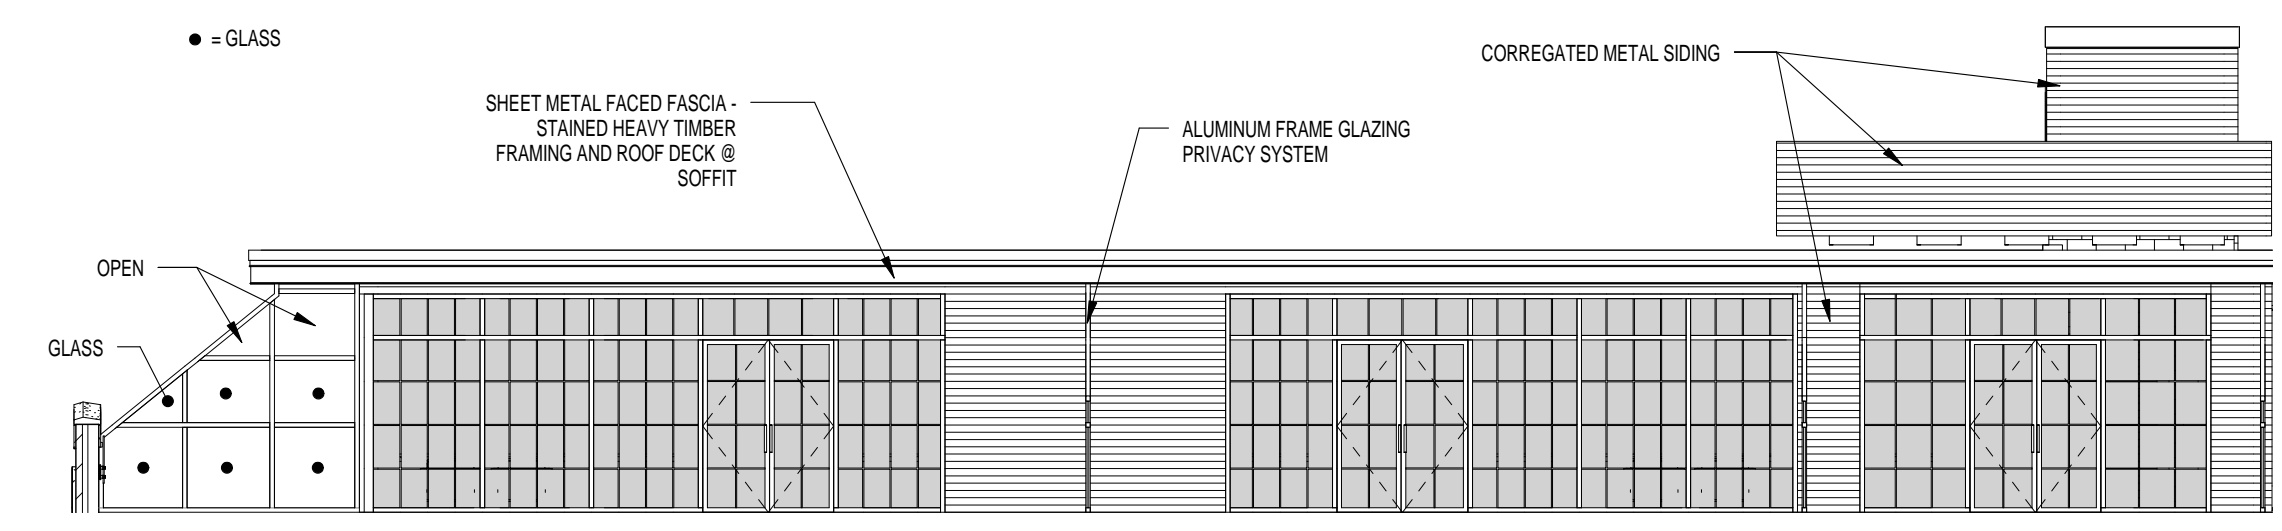 ● = GLASS
CORREGATED METAL SIDING
SHEET METAL FACED FASCIA -
STAINED HEAVY TIMBER
FRAMING AND ROOF DECK @
SOFFIT
ALUMINUM FRAME GLAZING
PRIVACY SYSTEM
OPEN
GLASS